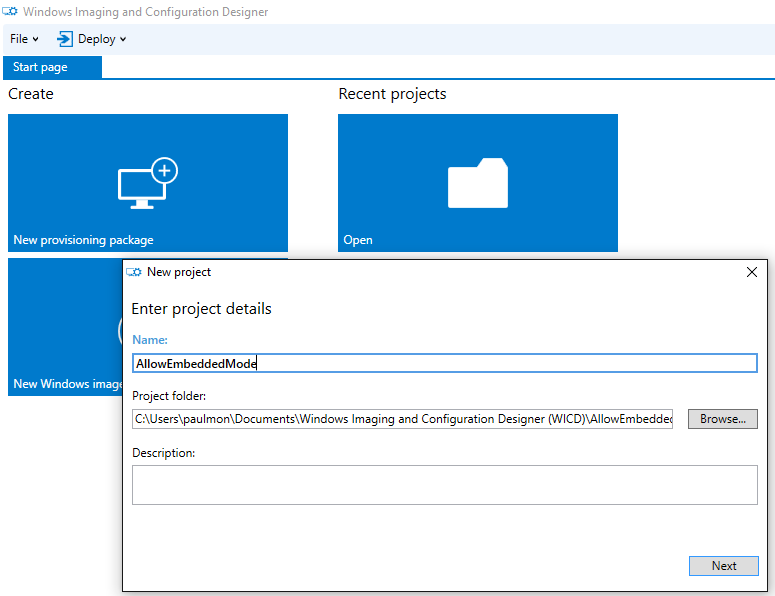 Windows Imaging and Configuration Designer
File Deploy
Start page
Create
Recent projects
New provisioning package
Open
New Windows image
New project
Enter project details
Name:
AllowEmbeddedMode
Project folder:
C:\Users\paulmon\Documents\Windows Imaging and Configuration Designer (WICD)\AllowEmbedded
Browse...
Description:
Next